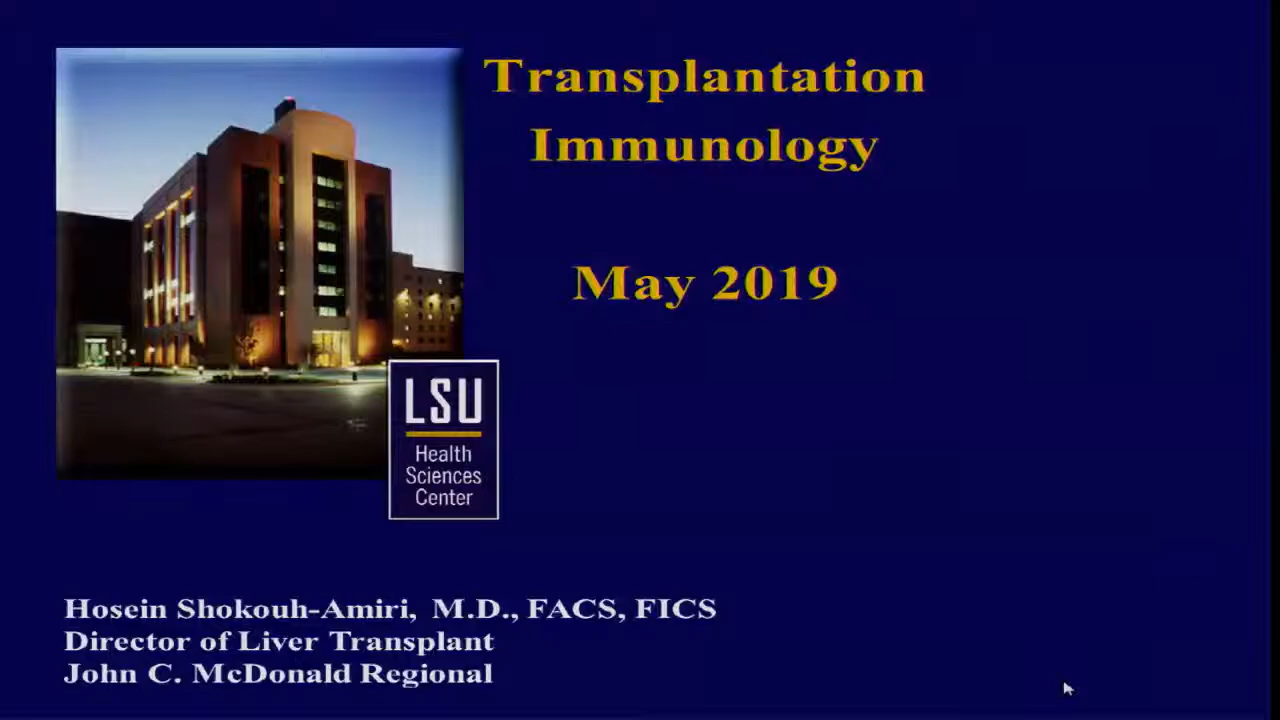 Transplantation
Immunology
May 2019
LSU
Health
Sciences
Center
Hosein Shokouh-Amiri, M.D., FACS, FICS
Director of Liver Transplant
John C. McDonald Regional